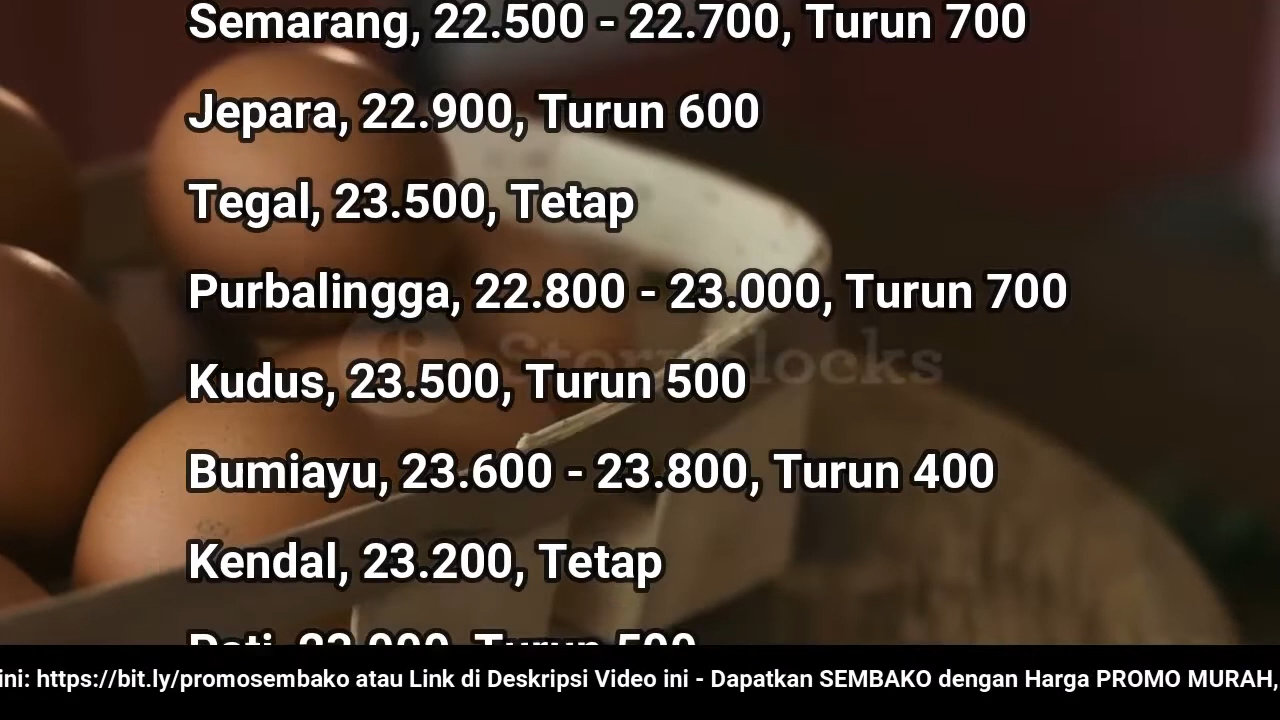 Semarang, 22.500 - 22.700, Turun 700
Jepara, 22.900, Turun 600
Tegal, 23.500, Tetap
Purbalingga, 22.800 - 23.000, Turun 700
Kudus, 23.500, Turun 500
Bumiayu, 23.600 - 23.800, Turun 400
Kendal, 23.200, Tetap
ini: https://bit.ly/promosembako atau Link di Deskripsi Video ini - Dapatkan SEMBAKO dengan Harga PROMO MURAH,